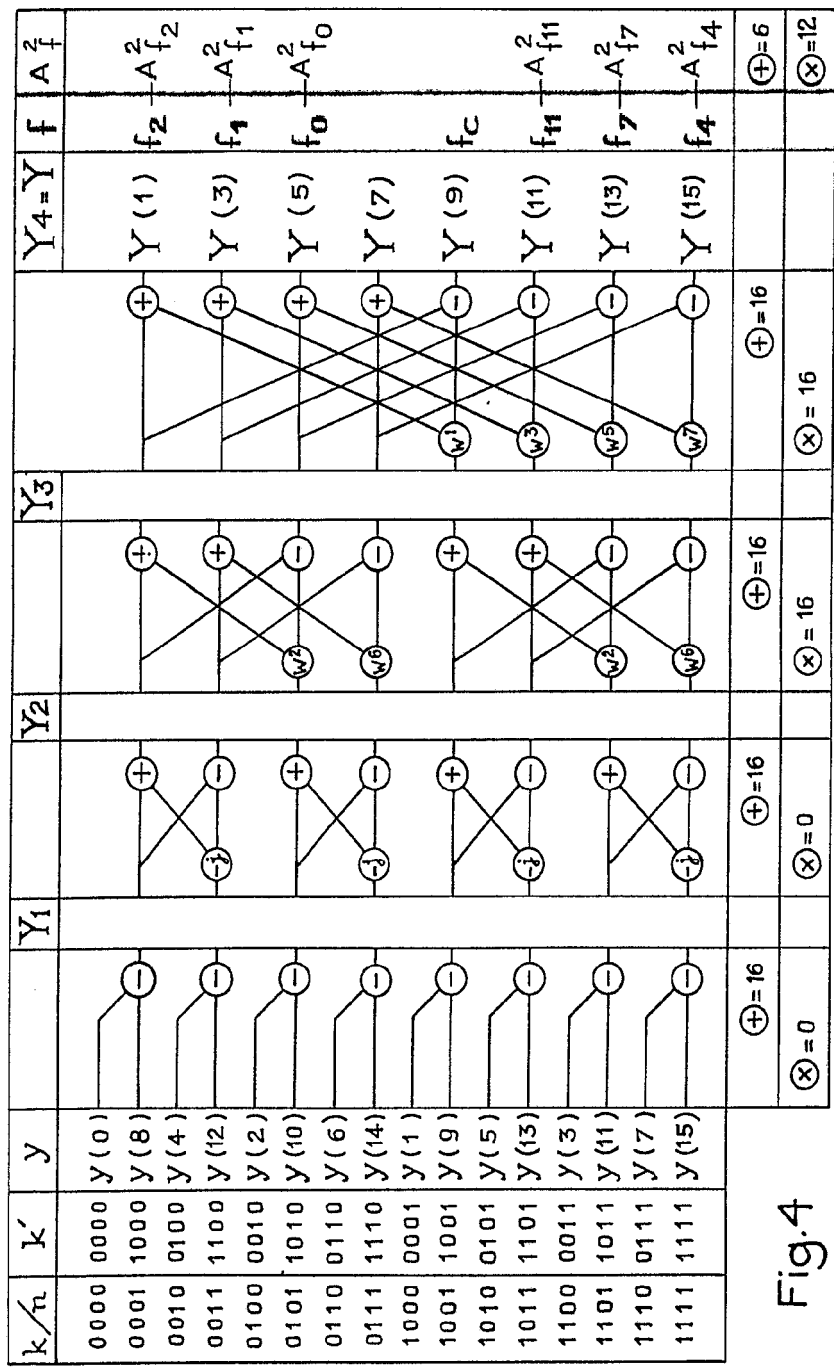 k/n k′ y Y1 Y2 Y3 Y4=Y f A²f
0000 0000 y(0)
0001 1000 y(8) − + + + Y(1) f2 A²f2
0010 0100 y(4)
0011 1100 y(12) − -j − + + Y(3) f1 A²f1
0100 0010 y(2)
0101 1010 y(10) − + w² − + Y(5) f0 A²f0
0110 0110 y(6)
0111 1110 y(14) − -j − w⁶ − + Y(7)
1000 0001 y(1)
1001 1001 y(9) − + + w¹ − Y(9) fc
1010 0101 y(5)
1011 1101 y(13) − -j − + w³ − Y(11) f11 A²f11
1100 0011 y(3)
1101 1011 y(11) − + w² − w⁵ − Y(13) f7 A²f7
1110 0111 y(7)
1111 1111 y(15) − -j − w⁶ − w⁷ − Y(15) f4 A²f4
⊕=16 ⊕=16 ⊕=16 ⊕=16 ⊕=6
⊗=0 ⊗=0 ⊗=16 ⊗=16 ⊗=12
Fig.4